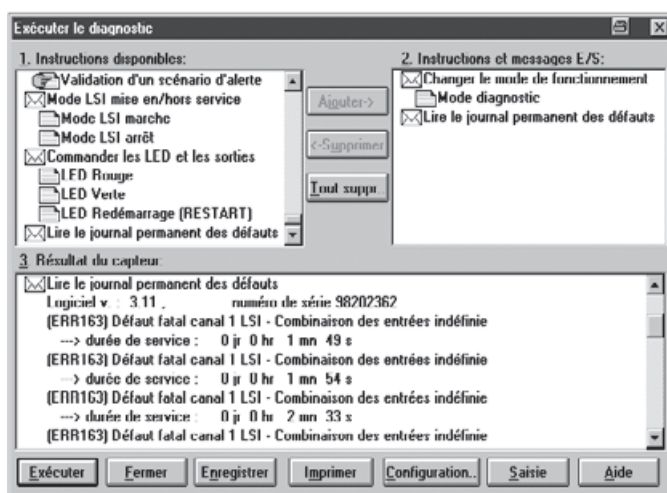 Exécuter le diagnostic
1. Instructions disponibles:
Validation d'un scénario d'alerte
Mode LSI mise en/hors service
Mode LSI marche
Mode LSI arrêt
Commander les LED et les sorties
LED Rouge
LED Verte
LED Redémarrage (RESTART)
Lire le journal permanent des défauts
Ajouter->
<-Supprimer
Tout suppr...
2. Instructions et messages E/S:
Changer le mode de fonctionnement
Mode diagnostic
Lire le journal permanent des défauts
3. Résultat du capteur:
Lire le journal permanent des défauts
Logiciel v. : 3.11 , numéro de série 98202362
(ERR163) Défaut fatal canal 1 LSI - Combinaison des entrées indéfinie
---> durée de service : 0 jr 0 hr 1 mn 49 s
(ERR163) Défaut fatal canal 1 LSI - Combinaison des entrées indéfinie
---> durée de service : 0 jr 0 hr 1 mn 54 s
(ERR163) Défaut fatal canal 1 LSI - Combinaison des entrées indéfinie
---> durée de service : 0 jr 0 hr 2 mn 33 s
(ERR163) Défaut fatal canal 1 LSI - Combinaison des entrées indéfinie
Exécuter Fermer Enregistrer Imprimer Configuration.. Saisie Aide